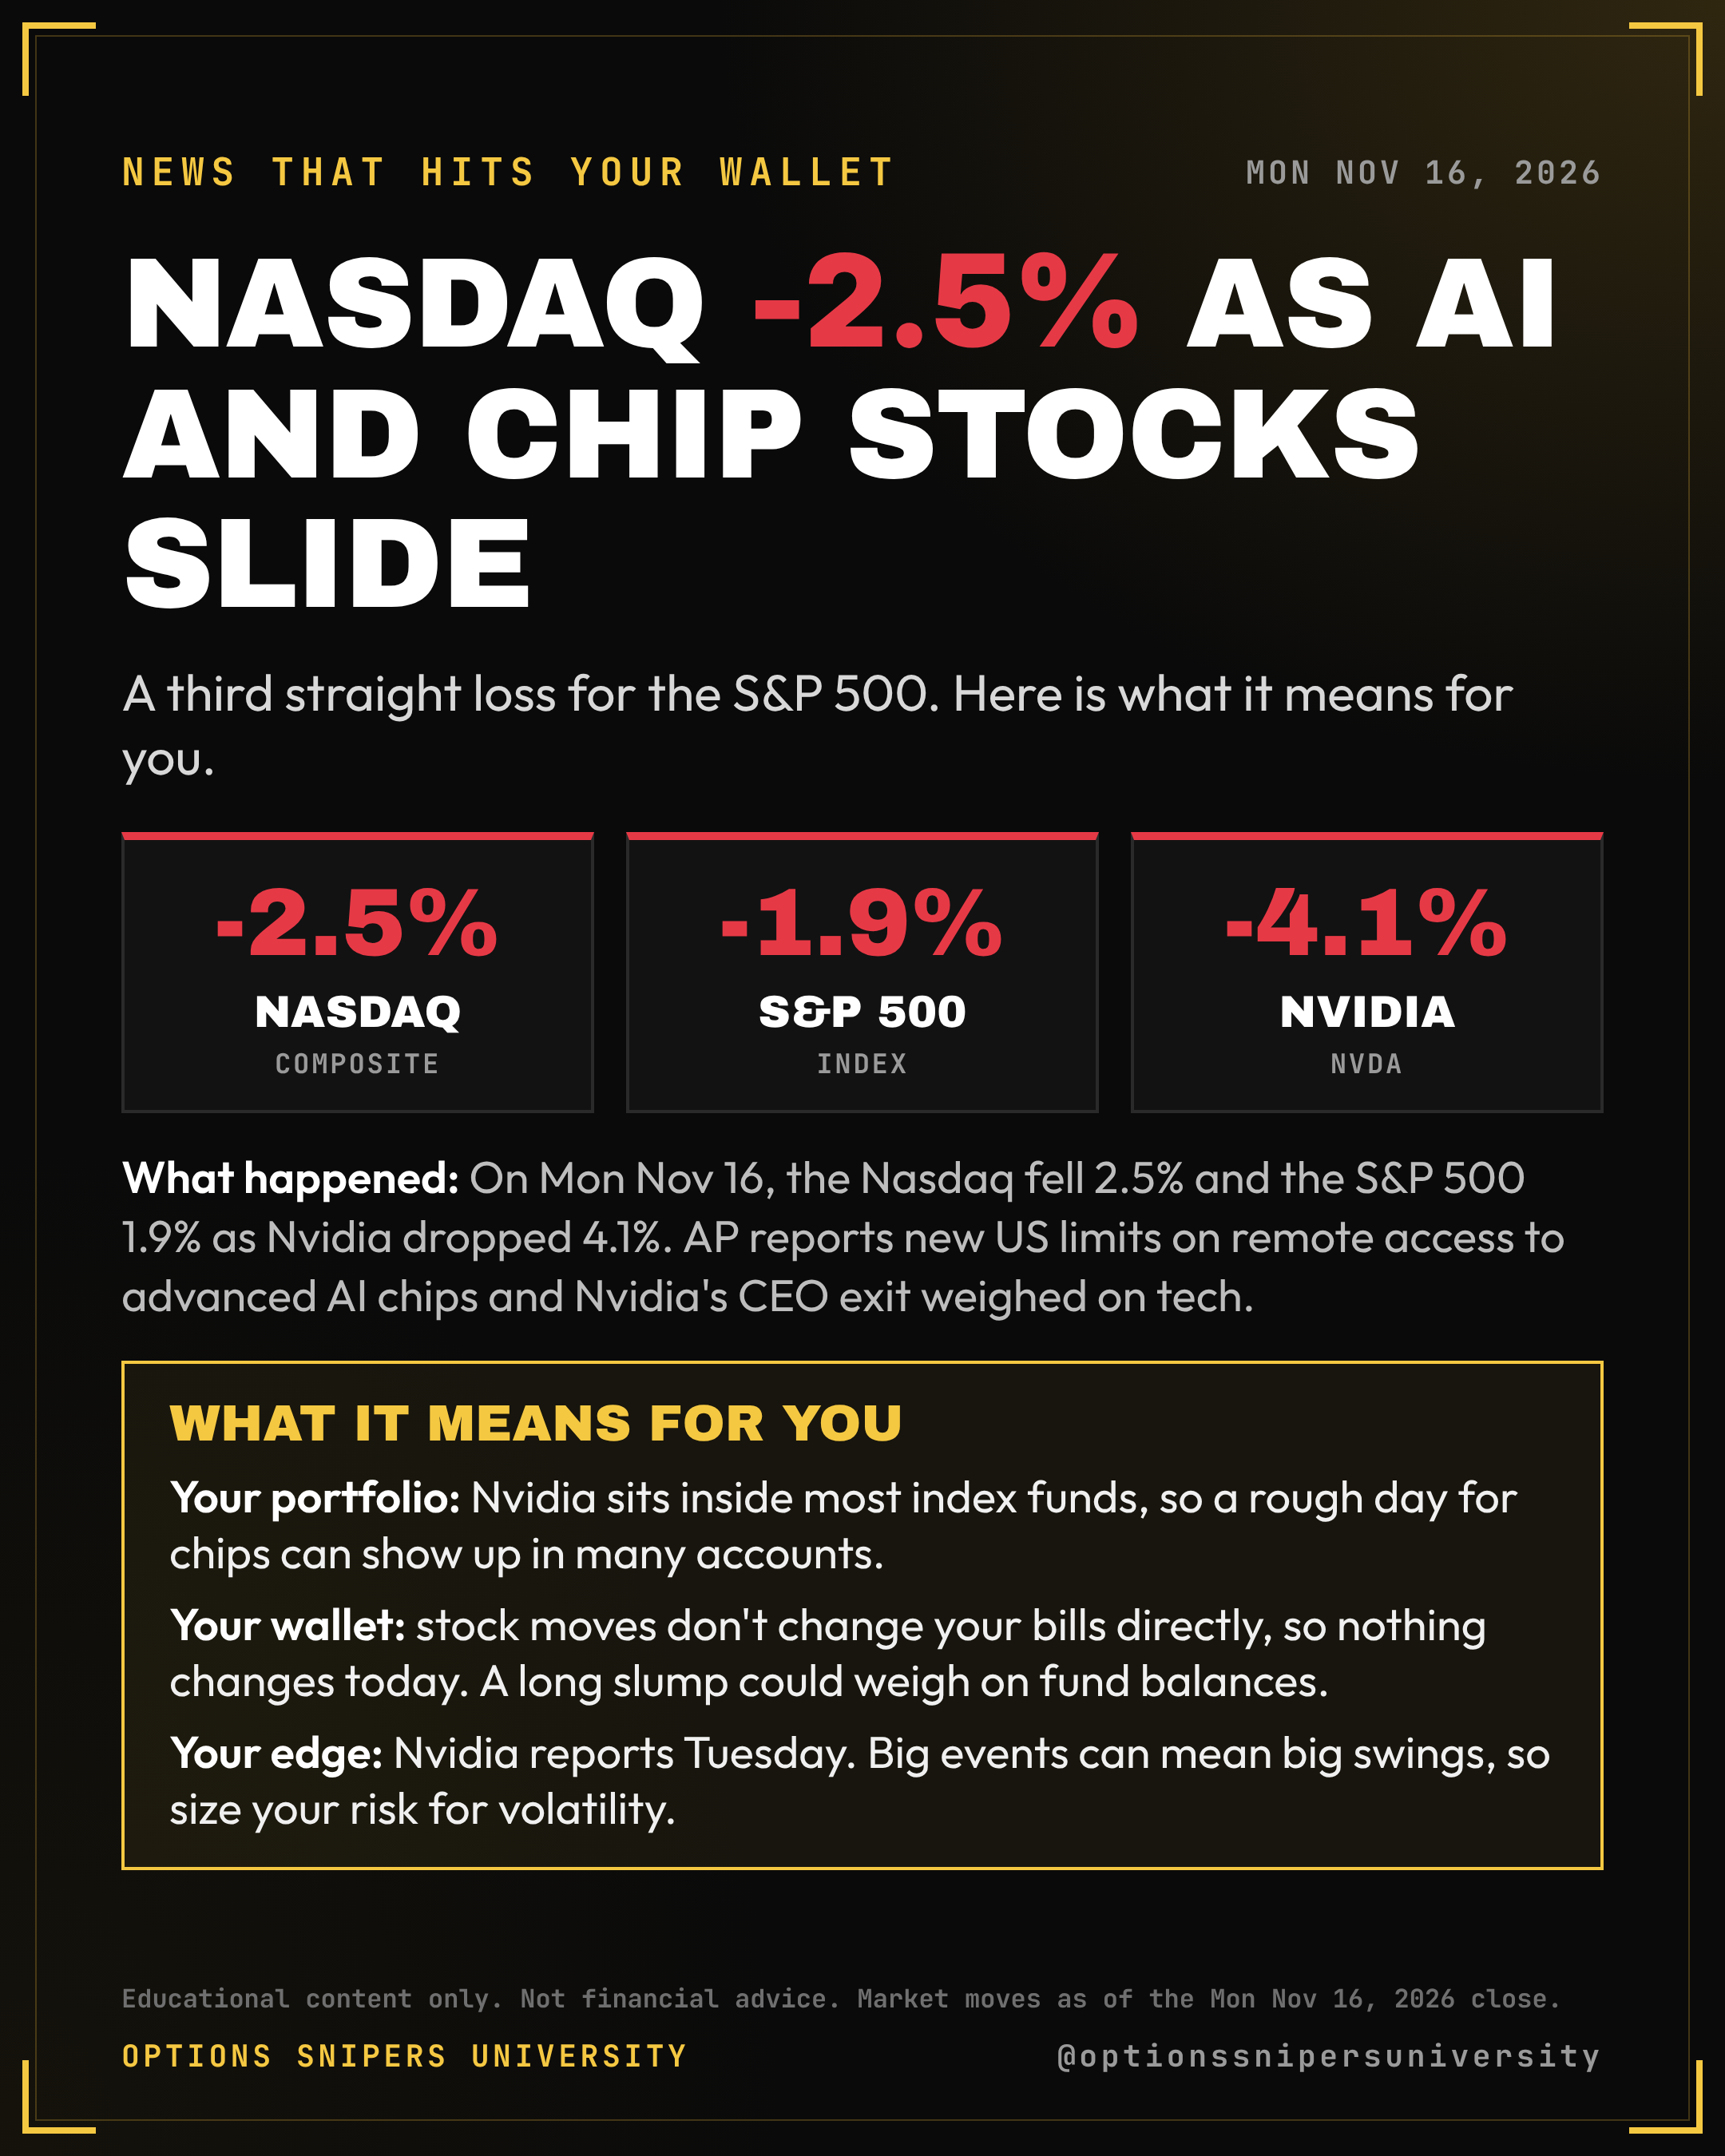 NEWS THAT HITS YOUR WALLET
MON NOV 16, 2026
NASDAQ -2.5% AS AI
AND CHIP STOCKS
SLIDE
A third straight loss for the S&P 500. Here is what it means for
you.
-2.5%
NASDAQ
COMPOSITE
-1.9%
S&P 500
INDEX
-4.1%
NVIDIA
NVDA
What happened: On Mon Nov 16, the Nasdaq fell 2.5% and the S&P 500
1.9% as Nvidia dropped 4.1%. AP reports new US limits on remote access to
advanced AI chips and Nvidia's CEO exit weighed on tech.
WHAT IT MEANS FOR YOU
Your portfolio: Nvidia sits inside most index funds, so a rough day for
chips can show up in many accounts.
Your wallet: stock moves don't change your bills directly, so nothing
changes today. A long slump could weigh on fund balances.
Your edge: Nvidia reports Tuesday. Big events can mean big swings, so
size your risk for volatility.
Educational content only. Not financial advice. Market moves as of the Mon Nov 16, 2026 close.
OPTIONS SNIPERS UNIVERSITY
@optionssnipersuniversity